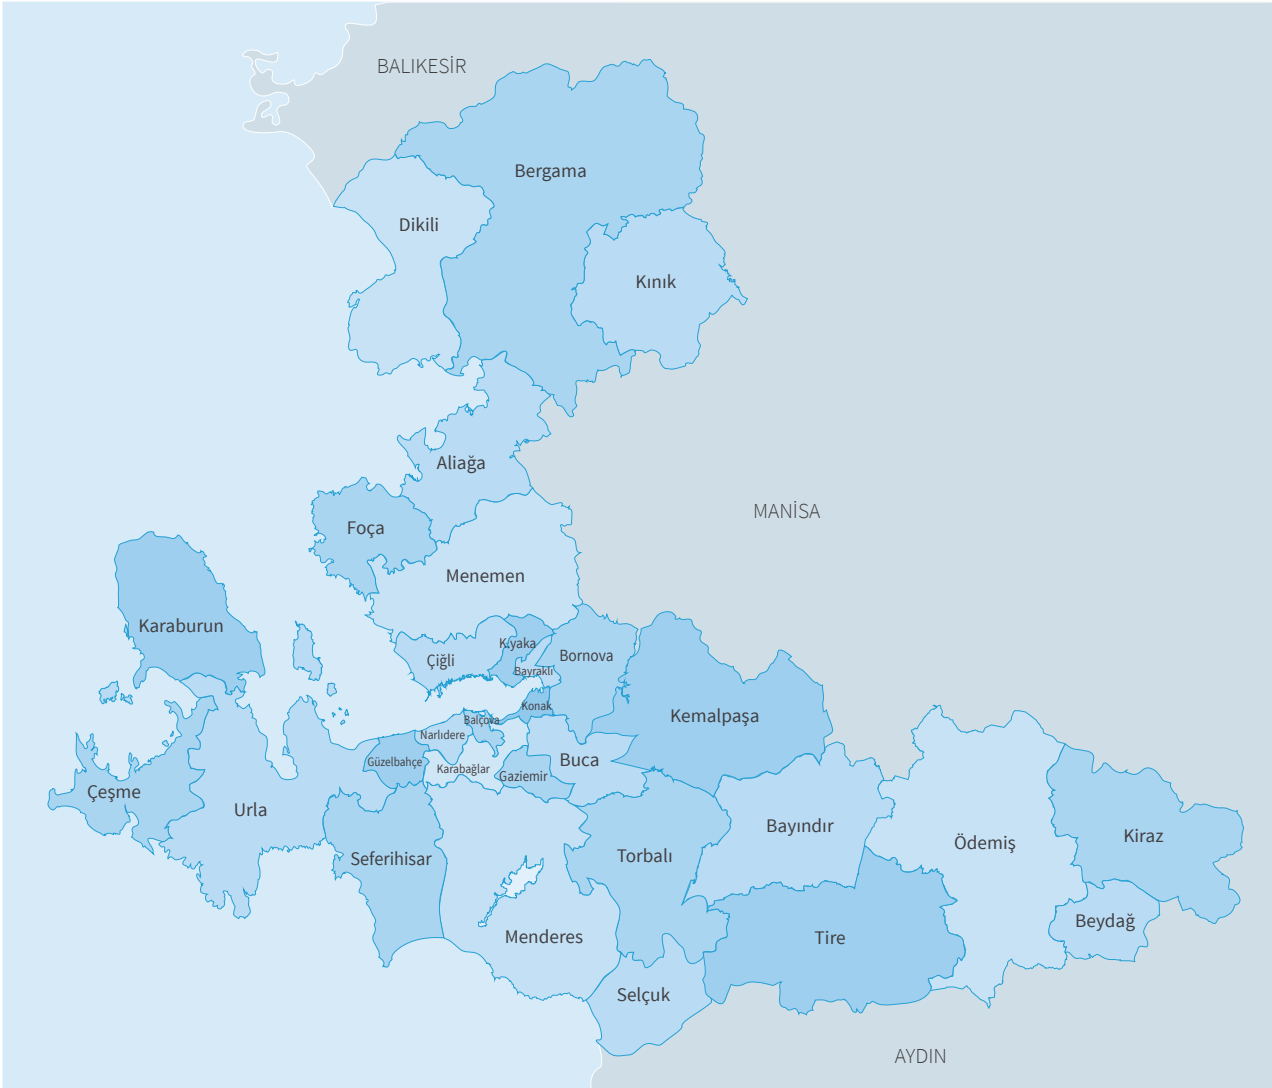 BALIKESİR
Bergama
Dikili
Kınık
Aliağa
MANİSA
Foça
Menemen
Karaburun
K.yaka
Bornova
Çiğli
Bayraklı
Konak
Kemalpaşa
Balçova
Narlıdere
Güzelbahçe
Buca
Karabağlar
Gaziemir
Çeşme
Urla
Bayındır
Kiraz
Ödemiş
Seferihisar
Torbalı
Beydağ
Menderes
Tire
Selçuk
AYDIN